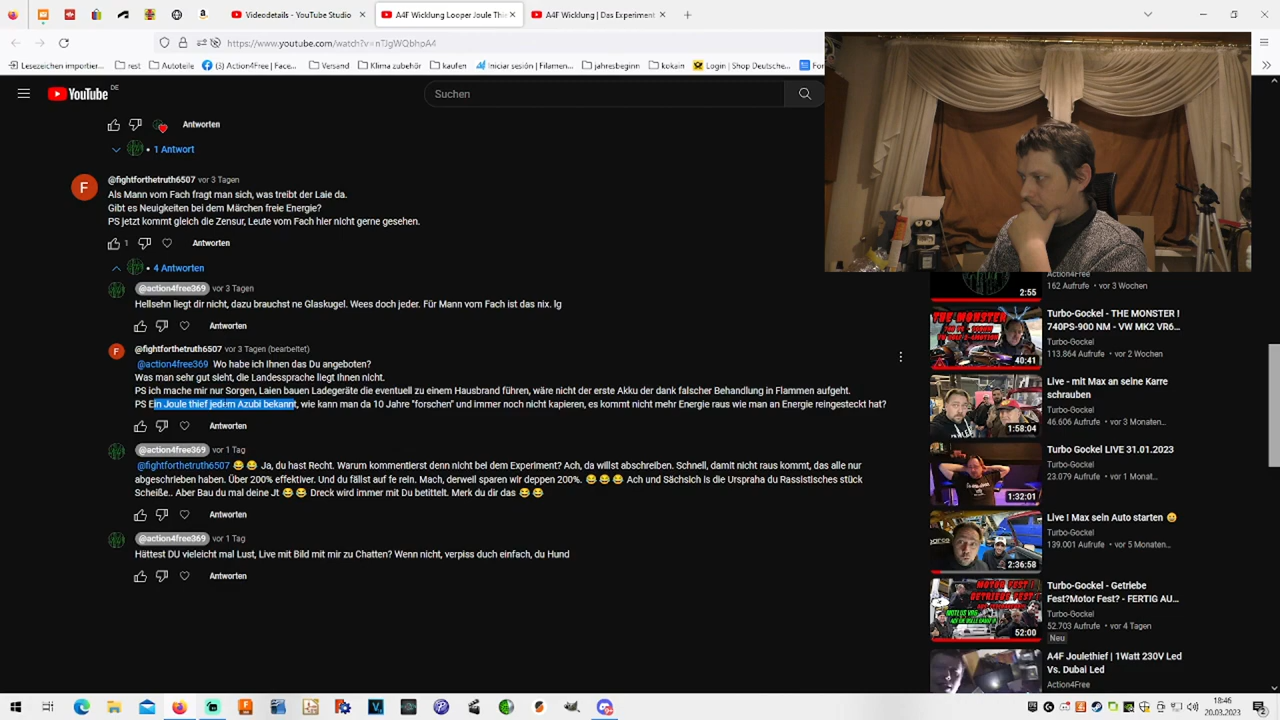 Videodetails - YouTube Studio
A4F Wicklung Looper Joule Thie
A4F Wicklung | Das Experiment
https://www.youtube.com/watch?v=nTJgWQbhpA4
Lesezeichen importier...
rest
Autoteile
(3) Action4Free | Face...
Versand
Klima zubehör
kaufen
Iniciar sesión | Filamen...
jahresbeginn
kokain
Login | Shop Deutsche...
YouTube DE
Suchen
Antworten
1 Antwort
F
@fightforthetruth6507 vor 3 Tagen
Als Mann vom Fach fragt man sich, was treibt der Laie da.
Gibt es Neuigkeiten bei dem Märchen freie Energie?
PS jetzt kommt gleich die Zensur, Leute vom Fach hier nicht gerne gesehen.
1 Antworten
4 Antworten
@action4free369 vor 3 Tagen
Hellsehn liegt dir nicht, dazu brauchst ne Glaskugel. Wees doch jeder. Für Mann vom Fach ist das nix. lg
Antworten
F
@fightforthetruth6507 vor 3 Tagen (bearbeitet)
@action4free369 Wo habe ich Ihnen das Du angeboten?
Was man sehr gut sieht, die Landessprache liegt Ihnen nicht.
PS ich mache mir nur Sorgen, Laien bauen Ladegeräte die eventuell zu einem Hausbrand führen, wäre nicht der erste Akku der dank falscher Behandlung in Flammen aufgeht.
PS Ein Joule thief jedem Azubi bekannt, wie kann man da 10 Jahre "forschen" und immer noch nicht kapieren, es kommt nicht mehr Energie raus wie man an Energie reingesteckt hat?
Antworten
@action4free369 vor 1 Tag
@fightforthetruth6507 😂😂 Ja, du hast Recht. Warum kommentierst denn nicht bei dem Experiment? Ach, da willst abschreiben. Schnell, damit nicht raus kommt, das alle nur
abgeschrieben haben. Über 200% effektiver. Und du frisst auf fe rein. Mach, derweil sparen wir deppen 200%. 😂😂😂 Ach und Sächsich is die Urspraha du Rassistisches stück
Scheiße.. Aber Bau du mal deine Jt 😂😂 Dreck wird immer mit Du betittelt. Merk du dir das 😂😂
Antworten
@action4free369 vor 1 Tag
Hättest DU vieleicht mal Lust, Live mit Bild mit mir zu Chatten? Wenn nicht, verpiss duch einfach, du Hund
Antworten
Action4Free
162 Aufrufe • vor 3 Wochen
2:55
THE MONSTER
Turbo-Gockel - THE MONSTER !
740PS-900 NM - VW MK2 VR6...
Turbo-Gockel
113.864 Aufrufe • vor 2 Wochen
40:41
Live - mit Max an seine Karre
schrauben
Turbo-Gockel
46.606 Aufrufe • vor 3 Monaten...
1:58:04
Turbo Gockel LIVE 31.01.2023
Turbo-Gockel
23.079 Aufrufe • vor 1 Monat...
1:32:01
Live ! Max sein Auto starten 😆
Turbo-Gockel
139.001 Aufrufe • vor 5 Monaten...
2:36:58
MOTOR FEST !
GETRIEBE FEST?
Turbo-Gockel - Getriebe
Fest?Motor Fest? - FERTIG AU...
Turbo-Gockel
52.703 Aufrufe • vor 4 Tagen
Neu
52:00
A4F Joulethief | 1Watt 230V Led
Vs. Dubai Led
Action4Free
18:46
20.03.2023